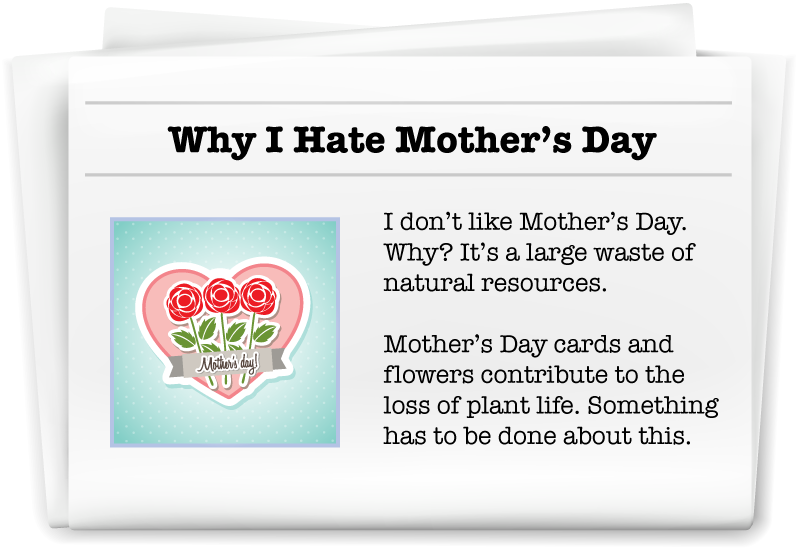 Why I Hate Mother’s Day
Mother's day!
I don’t like Mother’s Day.
Why? It’s a large waste of
natural resources.
Mother’s Day cards and
flowers contribute to the
loss of plant life. Something
has to be done about this.